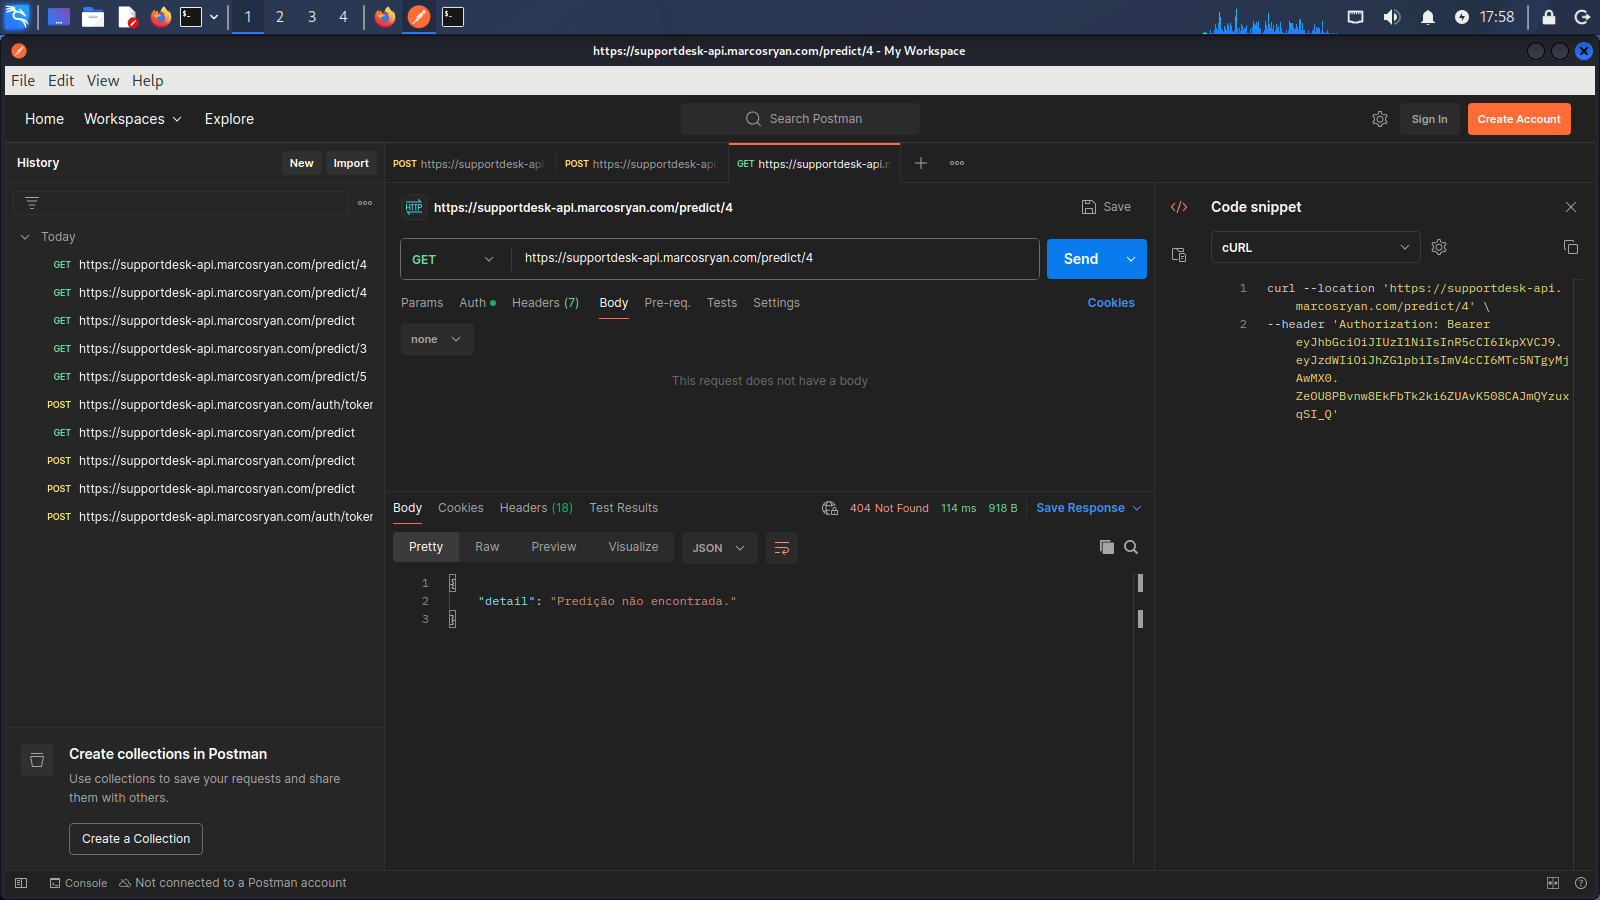 1 2 3 4
17:58
https://supportdesk-api.marcosryan.com/predict/4 - My Workspace
File Edit View Help
Home Workspaces Explore
Search Postman
Sign In
Create Account
History
New
Import
POST https://supportdesk-api.
POST https://supportdesk-api.
GET https://supportdesk-api.n
Today
GET https://supportdesk-api.marcosryan.com/predict/4
GET https://supportdesk-api.marcosryan.com/predict/4
GET https://supportdesk-api.marcosryan.com/predict
GET https://supportdesk-api.marcosryan.com/predict/3
GET https://supportdesk-api.marcosryan.com/predict/5
POST https://supportdesk-api.marcosryan.com/auth/token
GET https://supportdesk-api.marcosryan.com/predict
POST https://supportdesk-api.marcosryan.com/predict
POST https://supportdesk-api.marcosryan.com/predict
POST https://supportdesk-api.marcosryan.com/auth/token
Create collections in Postman
Use collections to save your requests and share
them with others.
Create a Collection
HTTP https://supportdesk-api.marcosryan.com/predict/4
Save
GET https://supportdesk-api.marcosryan.com/predict/4
Send
Params Auth Headers (7) Body Pre-req. Tests Settings
Cookies
none
This request does not have a body
Body Cookies Headers (18) Test Results
404 Not Found 114 ms 918 B Save Response
Pretty Raw Preview Visualize JSON
1 {
2 "detail": "Predição não encontrada."
3 }
Code snippet
cURL
1 curl --location 'https://supportdesk-api.
marcosryan.com/predict/4' \
2 --header 'Authorization: Bearer
eyJhbGciOiJIUzI1NiIsInR5cCI6IkpXVCJ9.
eyJzdWIiOiJhZG1pbiIsImV4cCI6MTc5NTgyMj
AwMX0.
ZeOU8PBvnw8EkFbTk2ki6ZUAvK508CAJmQYzux
qSI_Q'
Console Not connected to a Postman account